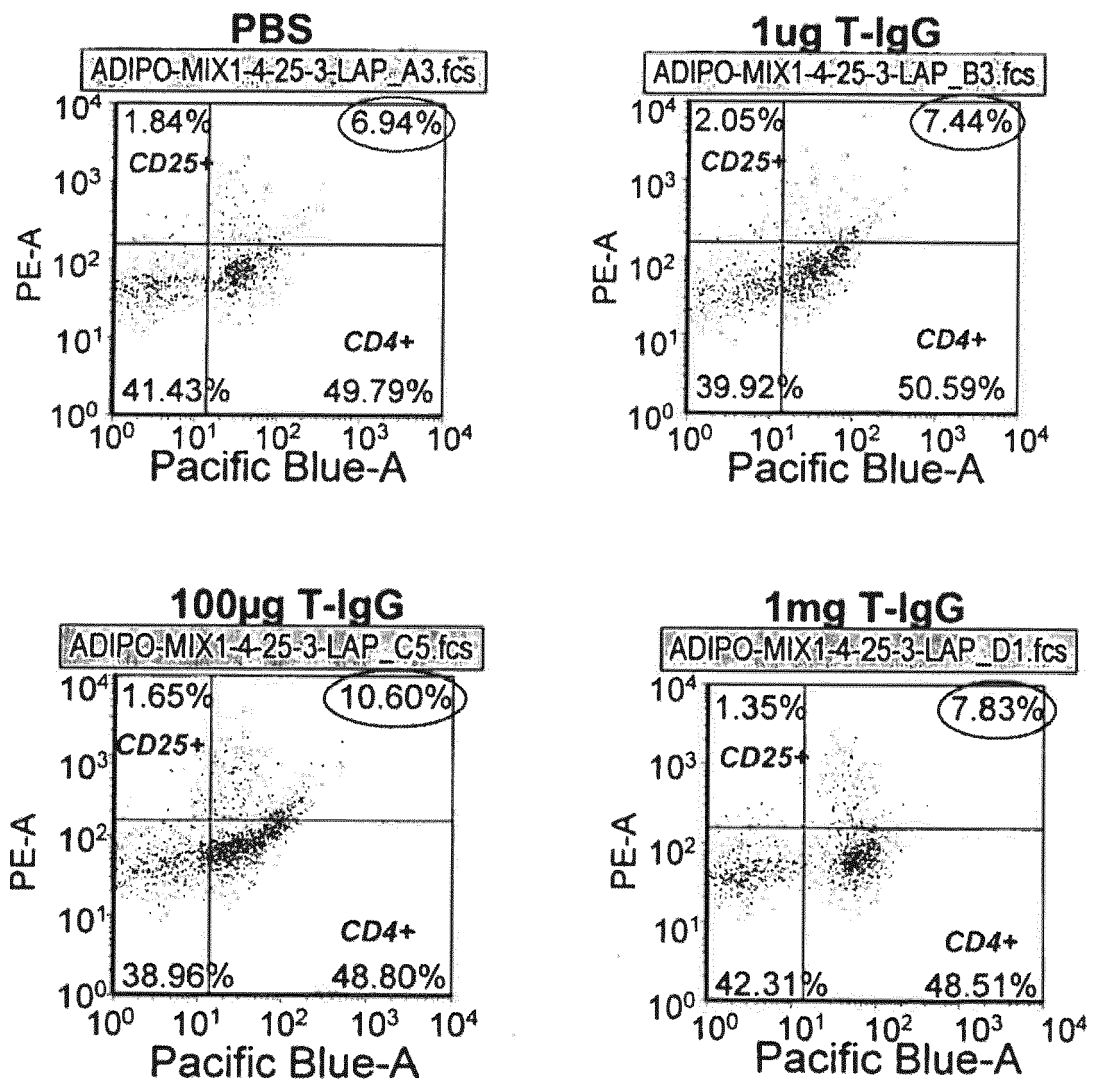 PBS
ADIPO-MIX1-4-25-3-LAP_A3.fcs
10^4
1.84%
6.94%
CD25+
10^3
PE-A
10^2
10^1
CD4+
41.43%
49.79%
10^0
10^0 10^1 10^2 10^3 10^4
Pacific Blue-A
1ug T-IgG
ADIPO-MIX1-4-25-3-LAP_B3.fcs
10^4
2.05%
7.44%
CD25+
10^3
PE-A
10^2
10^1
CD4+
39.92%
50.59%
10^0
10^0 10^1 10^2 10^3 10^4
Pacific Blue-A
100µg T-IgG
ADIPO-MIX1-4-25-3-LAP_C5.fcs
10^4
1.65%
10.60%
CD25+
10^3
PE-A
10^2
10^1
CD4+
38.96%
48.80%
10^0
10^0 10^1 10^2 10^3 10^4
Pacific Blue-A
1mg T-IgG
ADIPO-MIX1-4-25-3-LAP_D1.fcs
10^4
1.35%
7.83%
CD25+
10^3
PE-A
10^2
10^1
CD4+
42.31%
48.51%
10^0
10^0 10^1 10^2 10^3 10^4
Pacific Blue-A